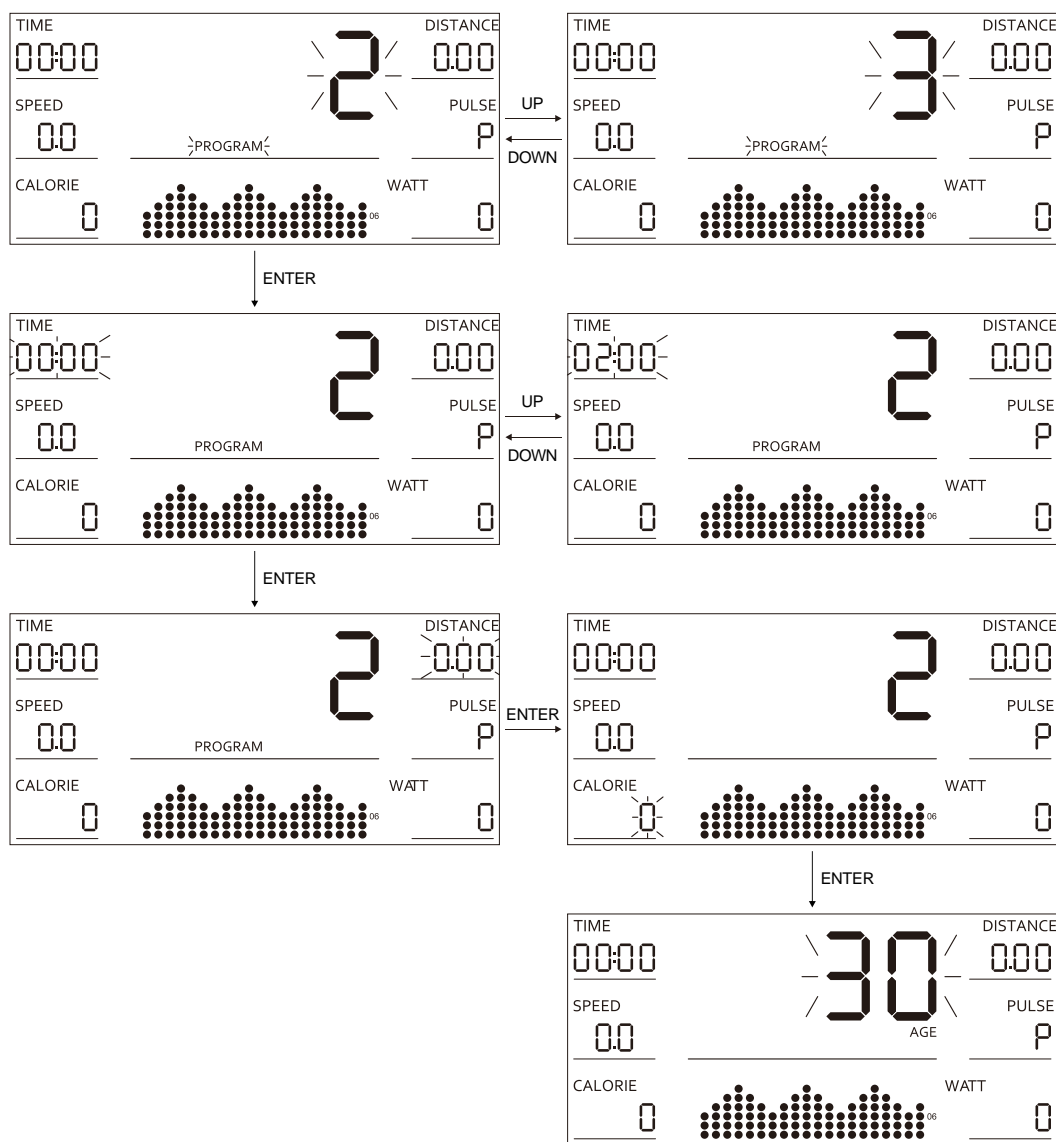 TIME DISTANCE
00:00 2 0.00
SPEED PULSE
0.0 P
PROGRAM
CALORIE WATT
0 06 0
UP
DOWN
TIME DISTANCE
00:00 3 0.00
SPEED PULSE
0.0 P
PROGRAM
CALORIE WATT
0 06 0
ENTER
TIME DISTANCE
00:00 2 0.00
SPEED PULSE
0.0 P
PROGRAM
CALORIE WATT
0 06 0
UP
DOWN
TIME DISTANCE
02:00 2 0.00
SPEED PULSE
0.0 P
PROGRAM
CALORIE WATT
0 06 0
ENTER
TIME DISTANCE
00:00 2 0.00
SPEED PULSE
0.0 P
PROGRAM
CALORIE WATT
0 06 0
ENTER
TIME DISTANCE
00:00 2 0.00
SPEED PULSE
0.0 P
CALORIE WATT
0 06 0
ENTER
TIME DISTANCE
00:00 30 0.00
SPEED PULSE
0.0 AGE P
CALORIE WATT
0 06 0